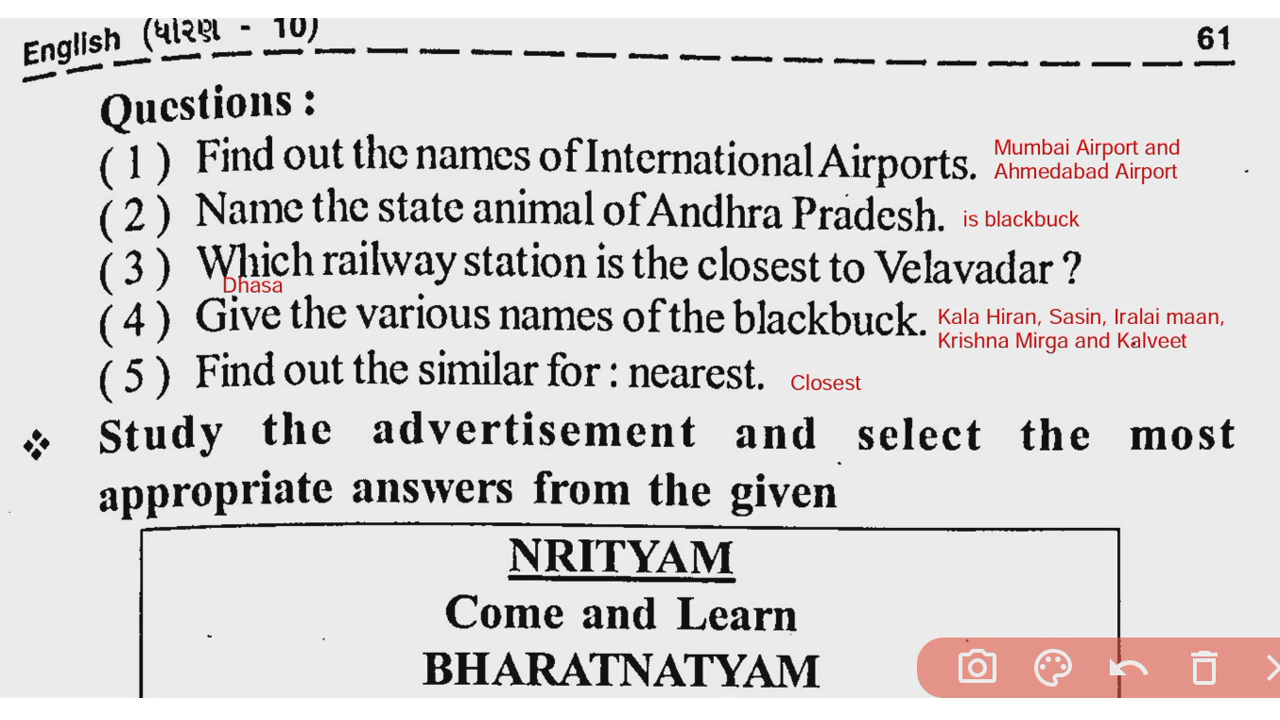 English (ધોરણ - 10)
61
Questions :
( 1 ) Find out the names of International Airports. Mumbai Airport and
Ahmedabad Airport
( 2 ) Name the state animal of Andhra Pradesh. is blackbuck
( 3 ) Which railway station is the closest to Velavadar ?
Dhasa
( 4 ) Give the various names of the blackbuck. Kala Hiran, Sasin, Iralai maan,
Krishna Mirga and Kalveet
( 5 ) Find out the similar for : nearest. Closest
❖ Study the advertisement and select the most
appropriate answers from the given
NRITYAM
Come and Learn
BHARATNATYAM